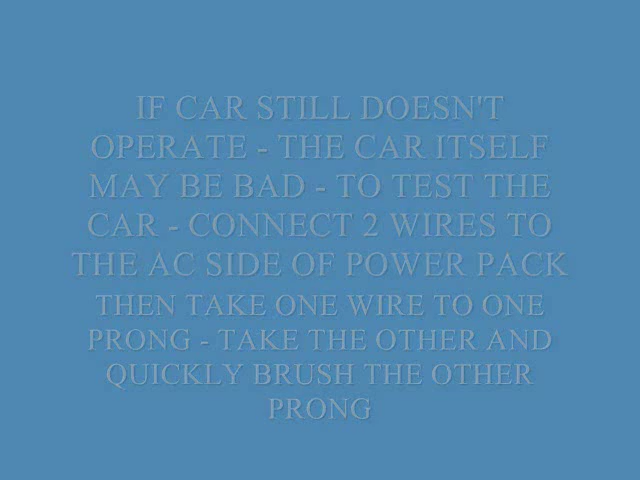 IF CAR STILL DOESN'T
OPERATE - THE CAR ITSELF
MAY BE BAD - TO TEST THE
CAR - CONNECT 2 WIRES TO
THE AC SIDE OF POWER PACK
THEN TAKE ONE WIRE TO ONE
PRONG - TAKE THE OTHER AND
QUICKLY BRUSH THE OTHER
PRONG